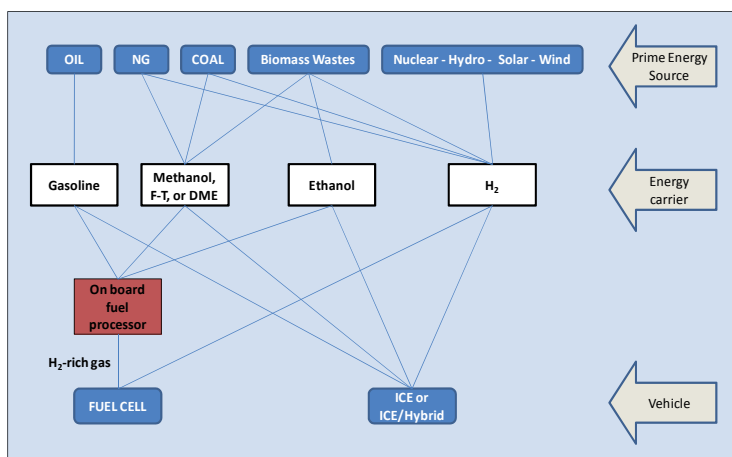 OIL
NG
COAL
Biomass Wastes
Nuclear - Hydro - Solar - Wind
Prime Energy
Source
Gasoline
Methanol,
F-T, or DME
Ethanol
H₂
Energy
carrier
On board
fuel
processor
H₂-rich gas
FUEL CELL
ICE or
ICE/Hybrid
Vehicle